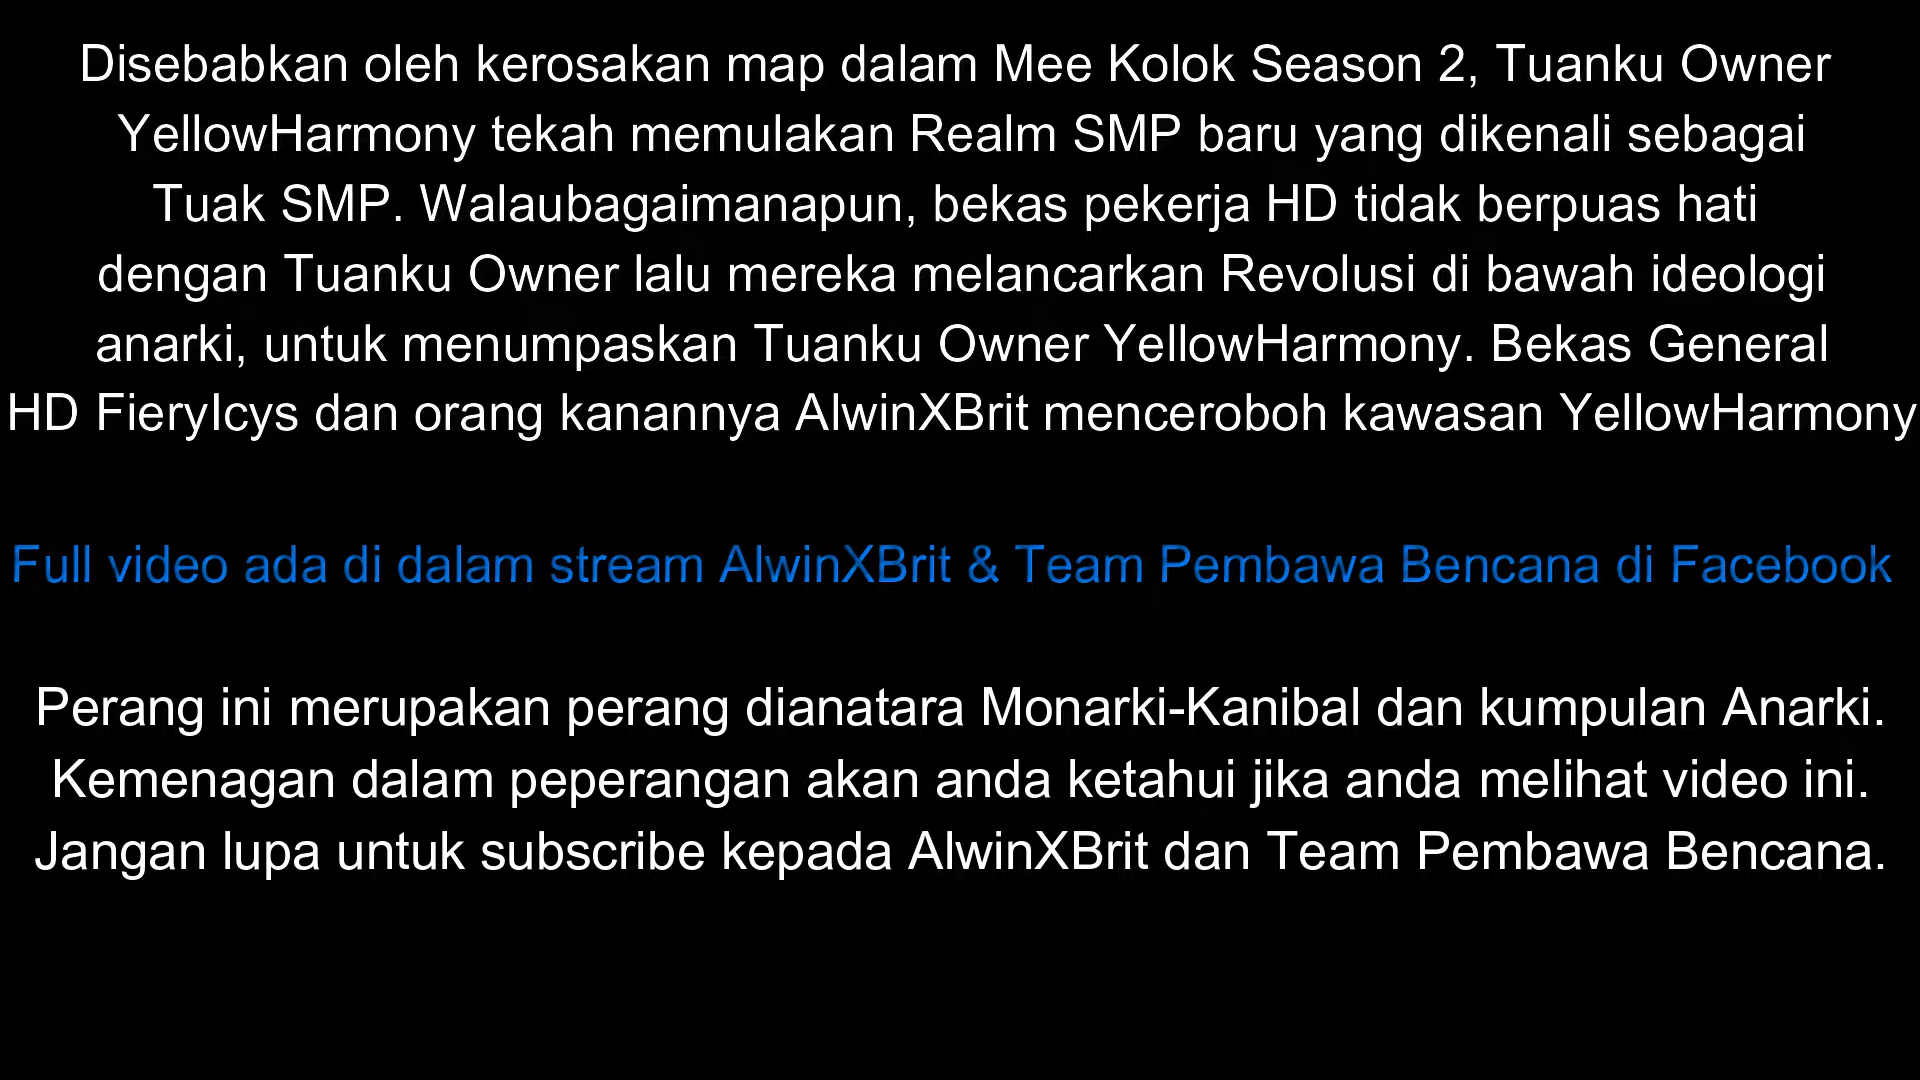 Disebabkan oleh kerosakan map dalam Mee Kolok Season 2, Tuanku Owner
YellowHarmony tekah memulakan Realm SMP baru yang dikenali sebagai
Tuak SMP. Walaubagaimanapun, bekas pekerja HD tidak berpuas hati
dengan Tuanku Owner lalu mereka melancarkan Revolusi di bawah ideologi
anarki, untuk menumpaskan Tuanku Owner YellowHarmony. Bekas General
HD FieryIcys dan orang kanannya AlwinXBrit menceroboh kawasan YellowHarmony
Full video ada di dalam stream AlwinXBrit & Team Pembawa Bencana di Facebook
Perang ini merupakan perang dianatara Monarki-Kanibal dan kumpulan Anarki.
Kemenagan dalam peperangan akan anda ketahui jika anda melihat video ini.
Jangan lupa untuk subscribe kepada AlwinXBrit dan Team Pembawa Bencana.